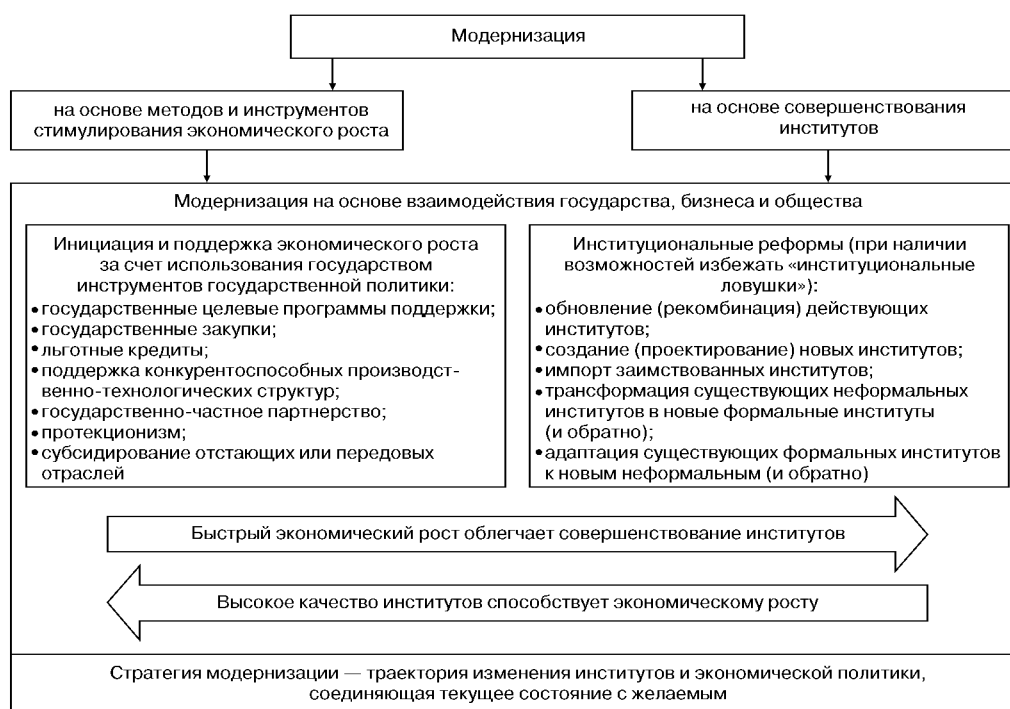 Модернизация
на основе методов и инструментов
стимулирования экономического роста
на основе совершенствования
институтов
Модернизация на основе взаимодействия государства, бизнеса и общества
Инициация и поддержка экономического роста
за счет использования государством
инструментов государственной политики:
• государственные целевые программы поддержки;
• государственные закупки;
• льготные кредиты;
• поддержка конкурентоспособных производст-
венно-технологических структур;
• государственно-частное партнерство;
• протекционизм;
• субсидирование отстающих или передовых
отраслей
Институциональные реформы (при наличии
возможностей избежать «институциональные
ловушки»):
• обновление (рекомбинация) действующих
институтов;
• создание (проектирование) новых институтов;
• импорт заимствованных институтов;
• трансформация существующих неформальных
институтов в новые формальные институты
(и обратно);
• адаптация существующих формальных институтов
к новым неформальным (и обратно)
Быстрый экономический рост облегчает совершенствование институтов
Высокое качество институтов способствует экономическому росту
Стратегия модернизации — траектория изменения институтов и экономической политики,
соединяющая текущее состояние с желаемым